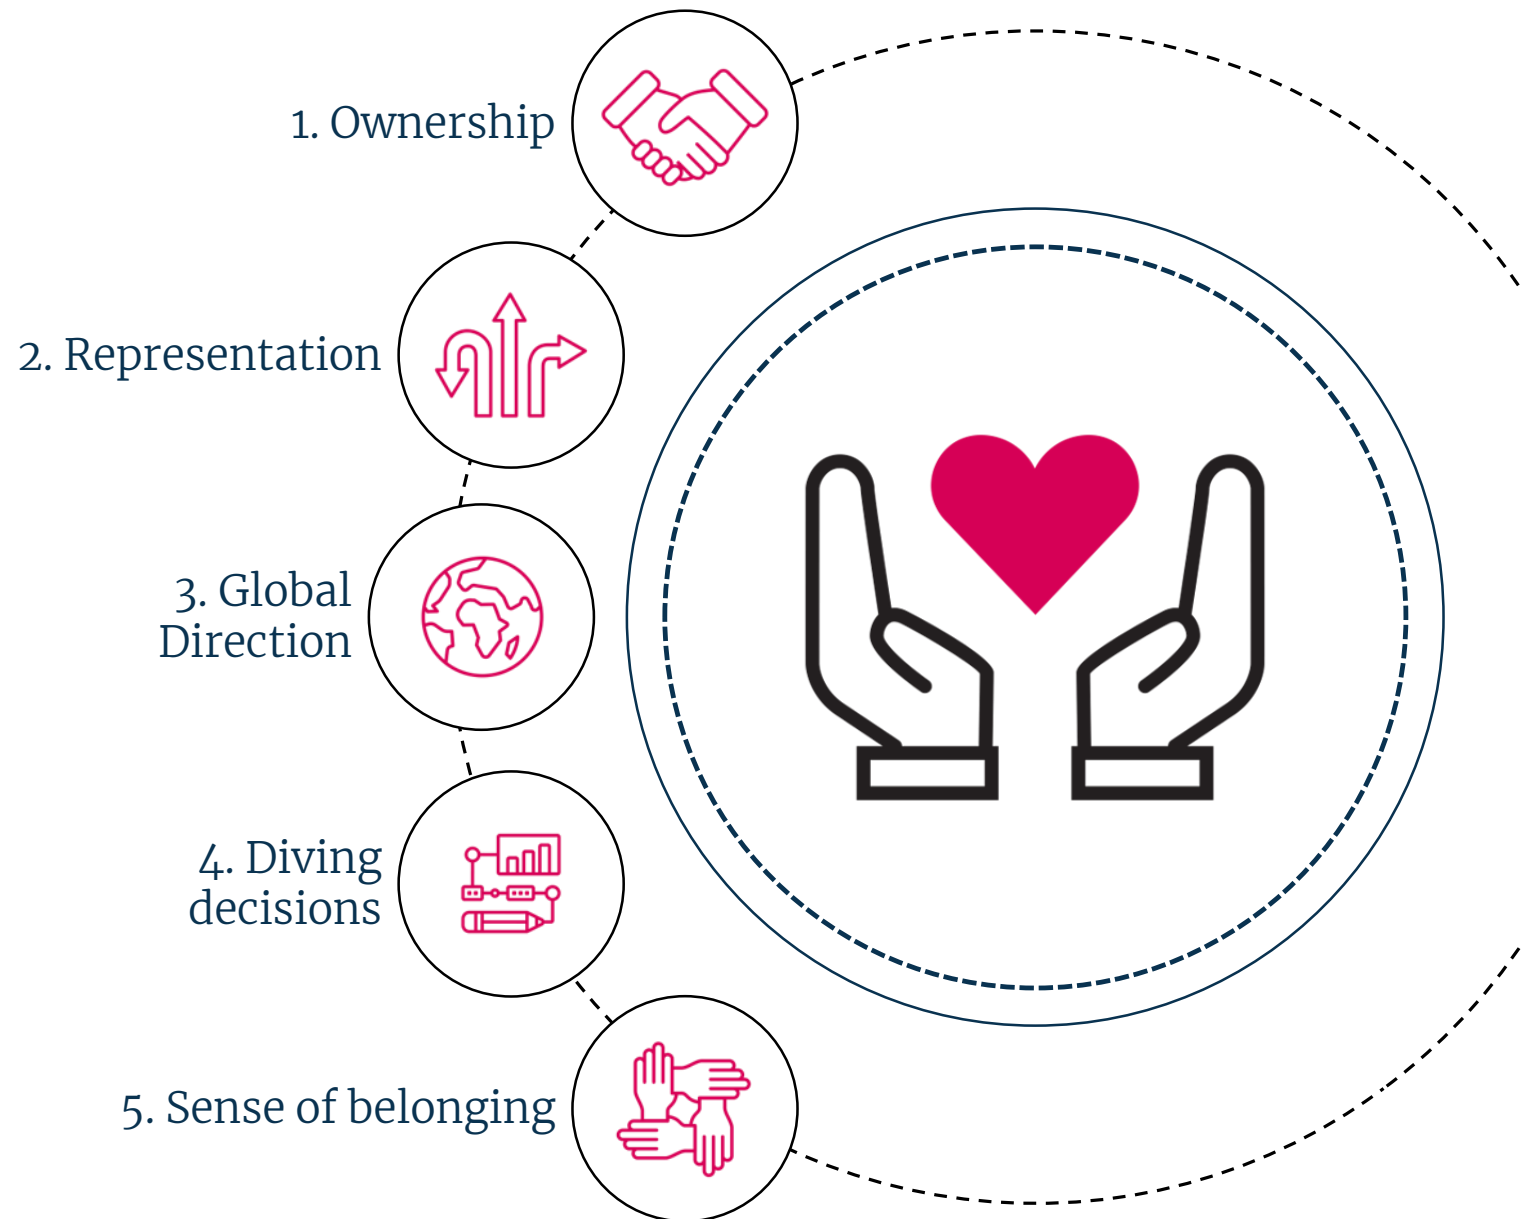 1. Ownership
2. Representation
3. Global
Direction
4. Diving
decisions
5. Sense of belonging